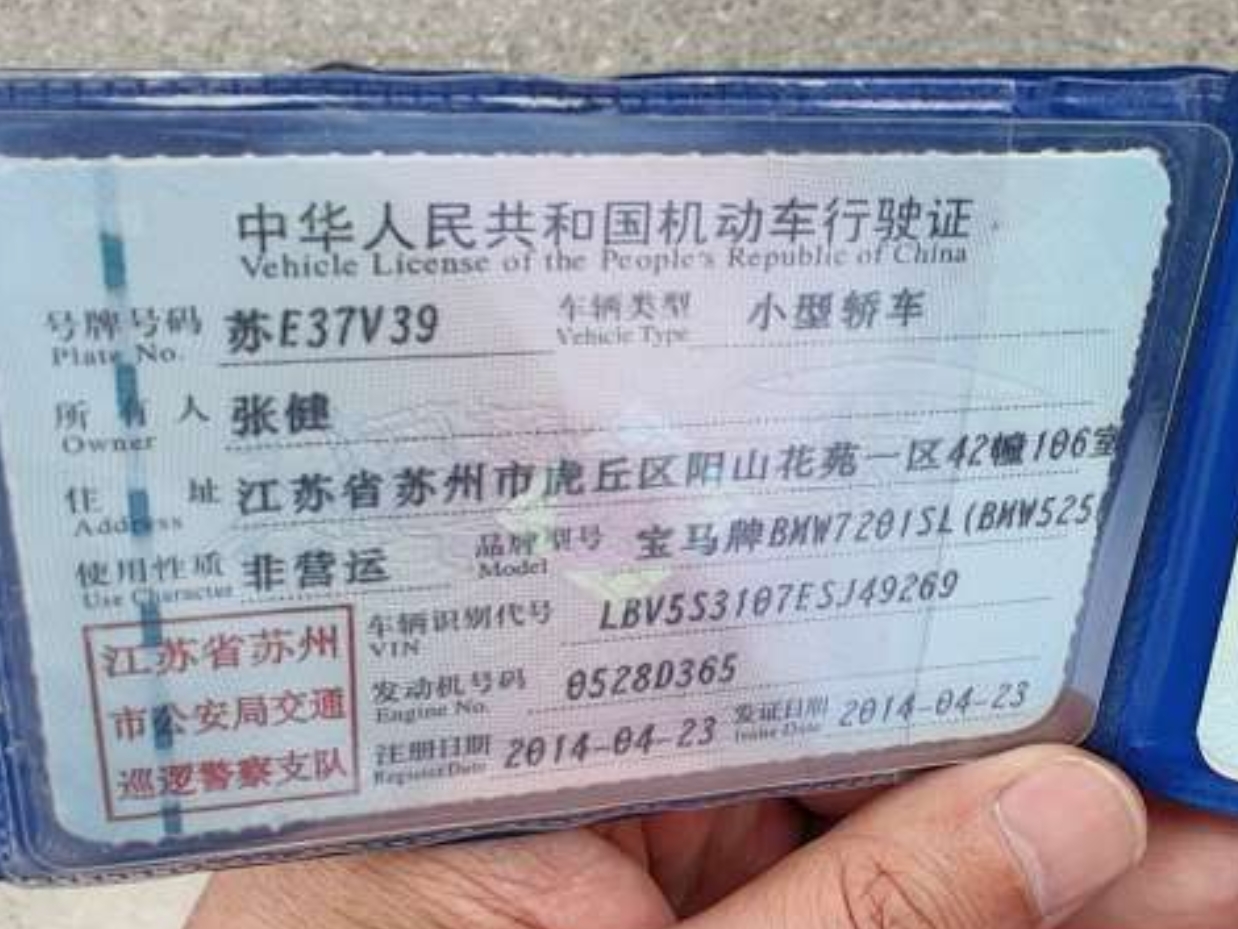 中华人民共和国机动车行驶证
Vehicle License of the People's Republic of China
号牌号码 苏E37V39 车辆类型 小型轿车
Plate No. Vehicle Type
所有人 张健
Owner
住址 江苏省苏州市虎丘区阳山花苑一区42幢106室
Address
使用性质 非营运 品牌型号 宝马牌BMW7201SL(BMW525
Use Character Model
江苏省苏州
市公安局交通
巡逻警察支队
车辆识别代号 LBV5S3107ESJ49269
VIN
发动机号码 0528D365
Engine No.
注册日期 2014-04-23 发证日期 2014-04-23
Register Date Issue Date